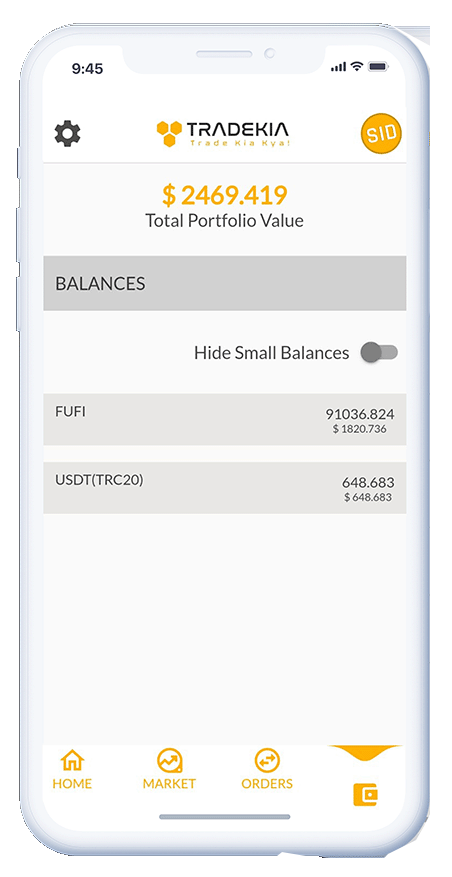 9:45
TRADEKIA
Trade Kia Kya!
SID
$ 2469.419
Total Portfolio Value
BALANCES
Hide Small Balances
FUFI
91036.824
$ 1820.736
USDT(TRC20)
648.683
$ 648.683
HOME MARKET ORDERS